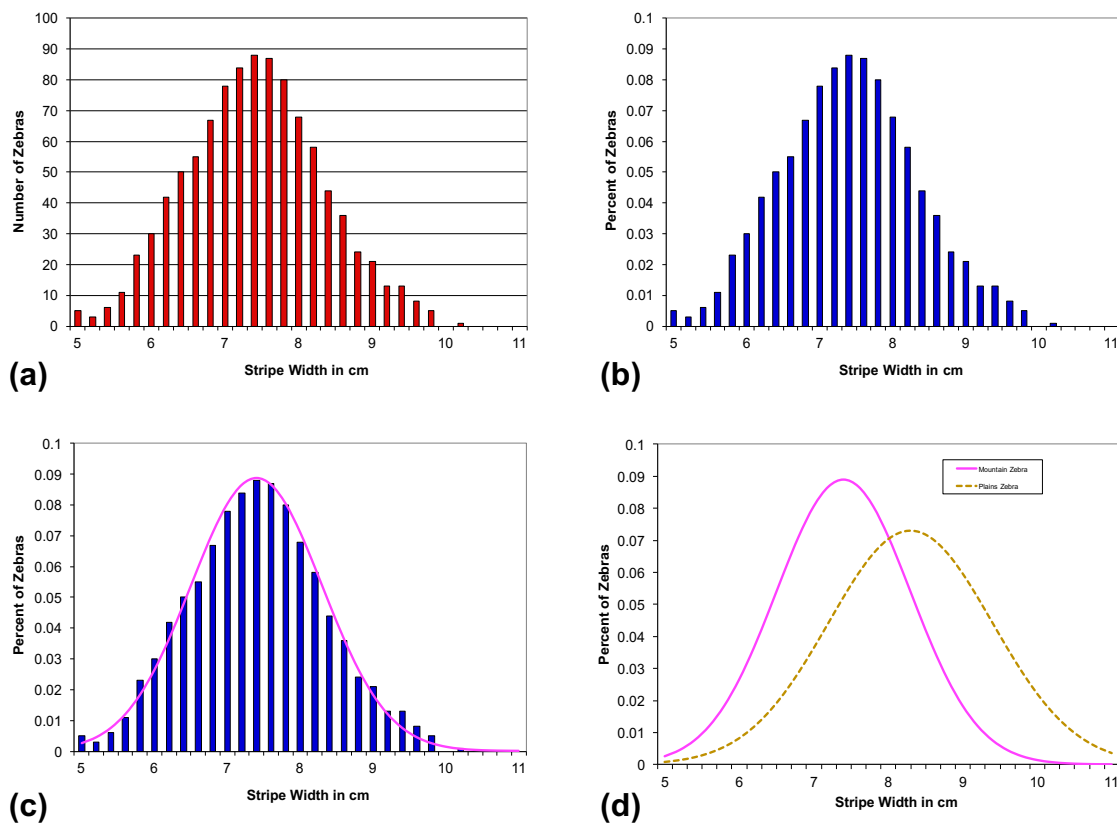 100
90
80
70
60
50
40
30
20
10
0
Number of Zebras
5 6 7 8 9 10 11
Stripe Width in cm
(a)
0.1
0.09
0.08
0.07
0.06
0.05
0.04
0.03
0.02
0.01
0
Percent of Zebras
5 6 7 8 9 10 11
Stripe Width in cm
(b)
0.1
0.09
0.08
0.07
0.06
0.05
0.04
0.03
0.02
0.01
0
Percent of Zebras
5 6 7 8 9 10 11
Stripe Width in cm
(c)
0.1
0.09
0.08
0.07
0.06
0.05
0.04
0.03
0.02
0.01
0
Percent of Zebras
Mountain Zebra
Plains Zebra
5 6 7 8 9 10 11
Stripe Width in cm
(d)